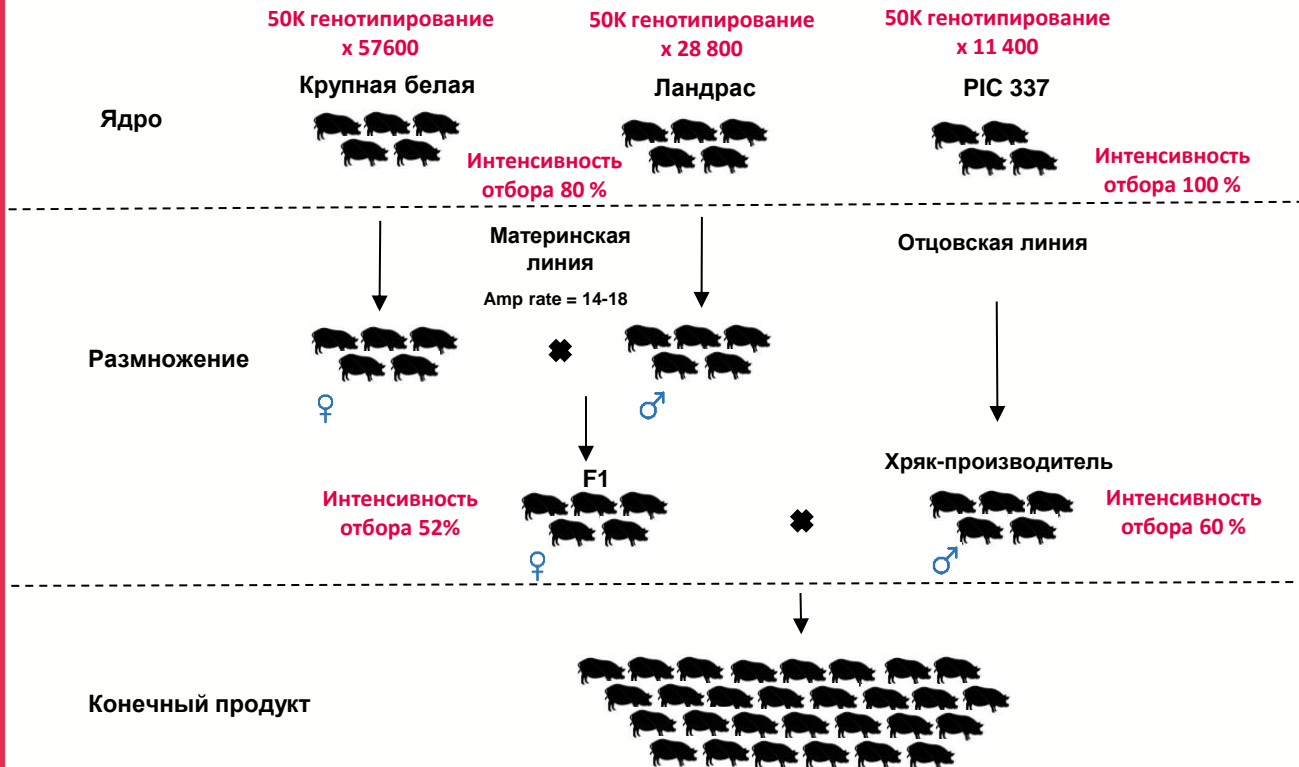 50K генотипирование
x 57600
50K генотипирование
x 28 800
50K генотипирование
x 11 400
Крупная белая
Ландрас
PIC 337
Ядро
Интенсивность
отбора 80 %
Интенсивность
отбора 100 %
Материнская
линия
Amp rate = 14-18
Отцовская линия
Размножение
♀
♂
F1
Хряк-производитель
Интенсивность
отбора 52%
Интенсивность
отбора 60 %
♀
♂
Конечный продукт